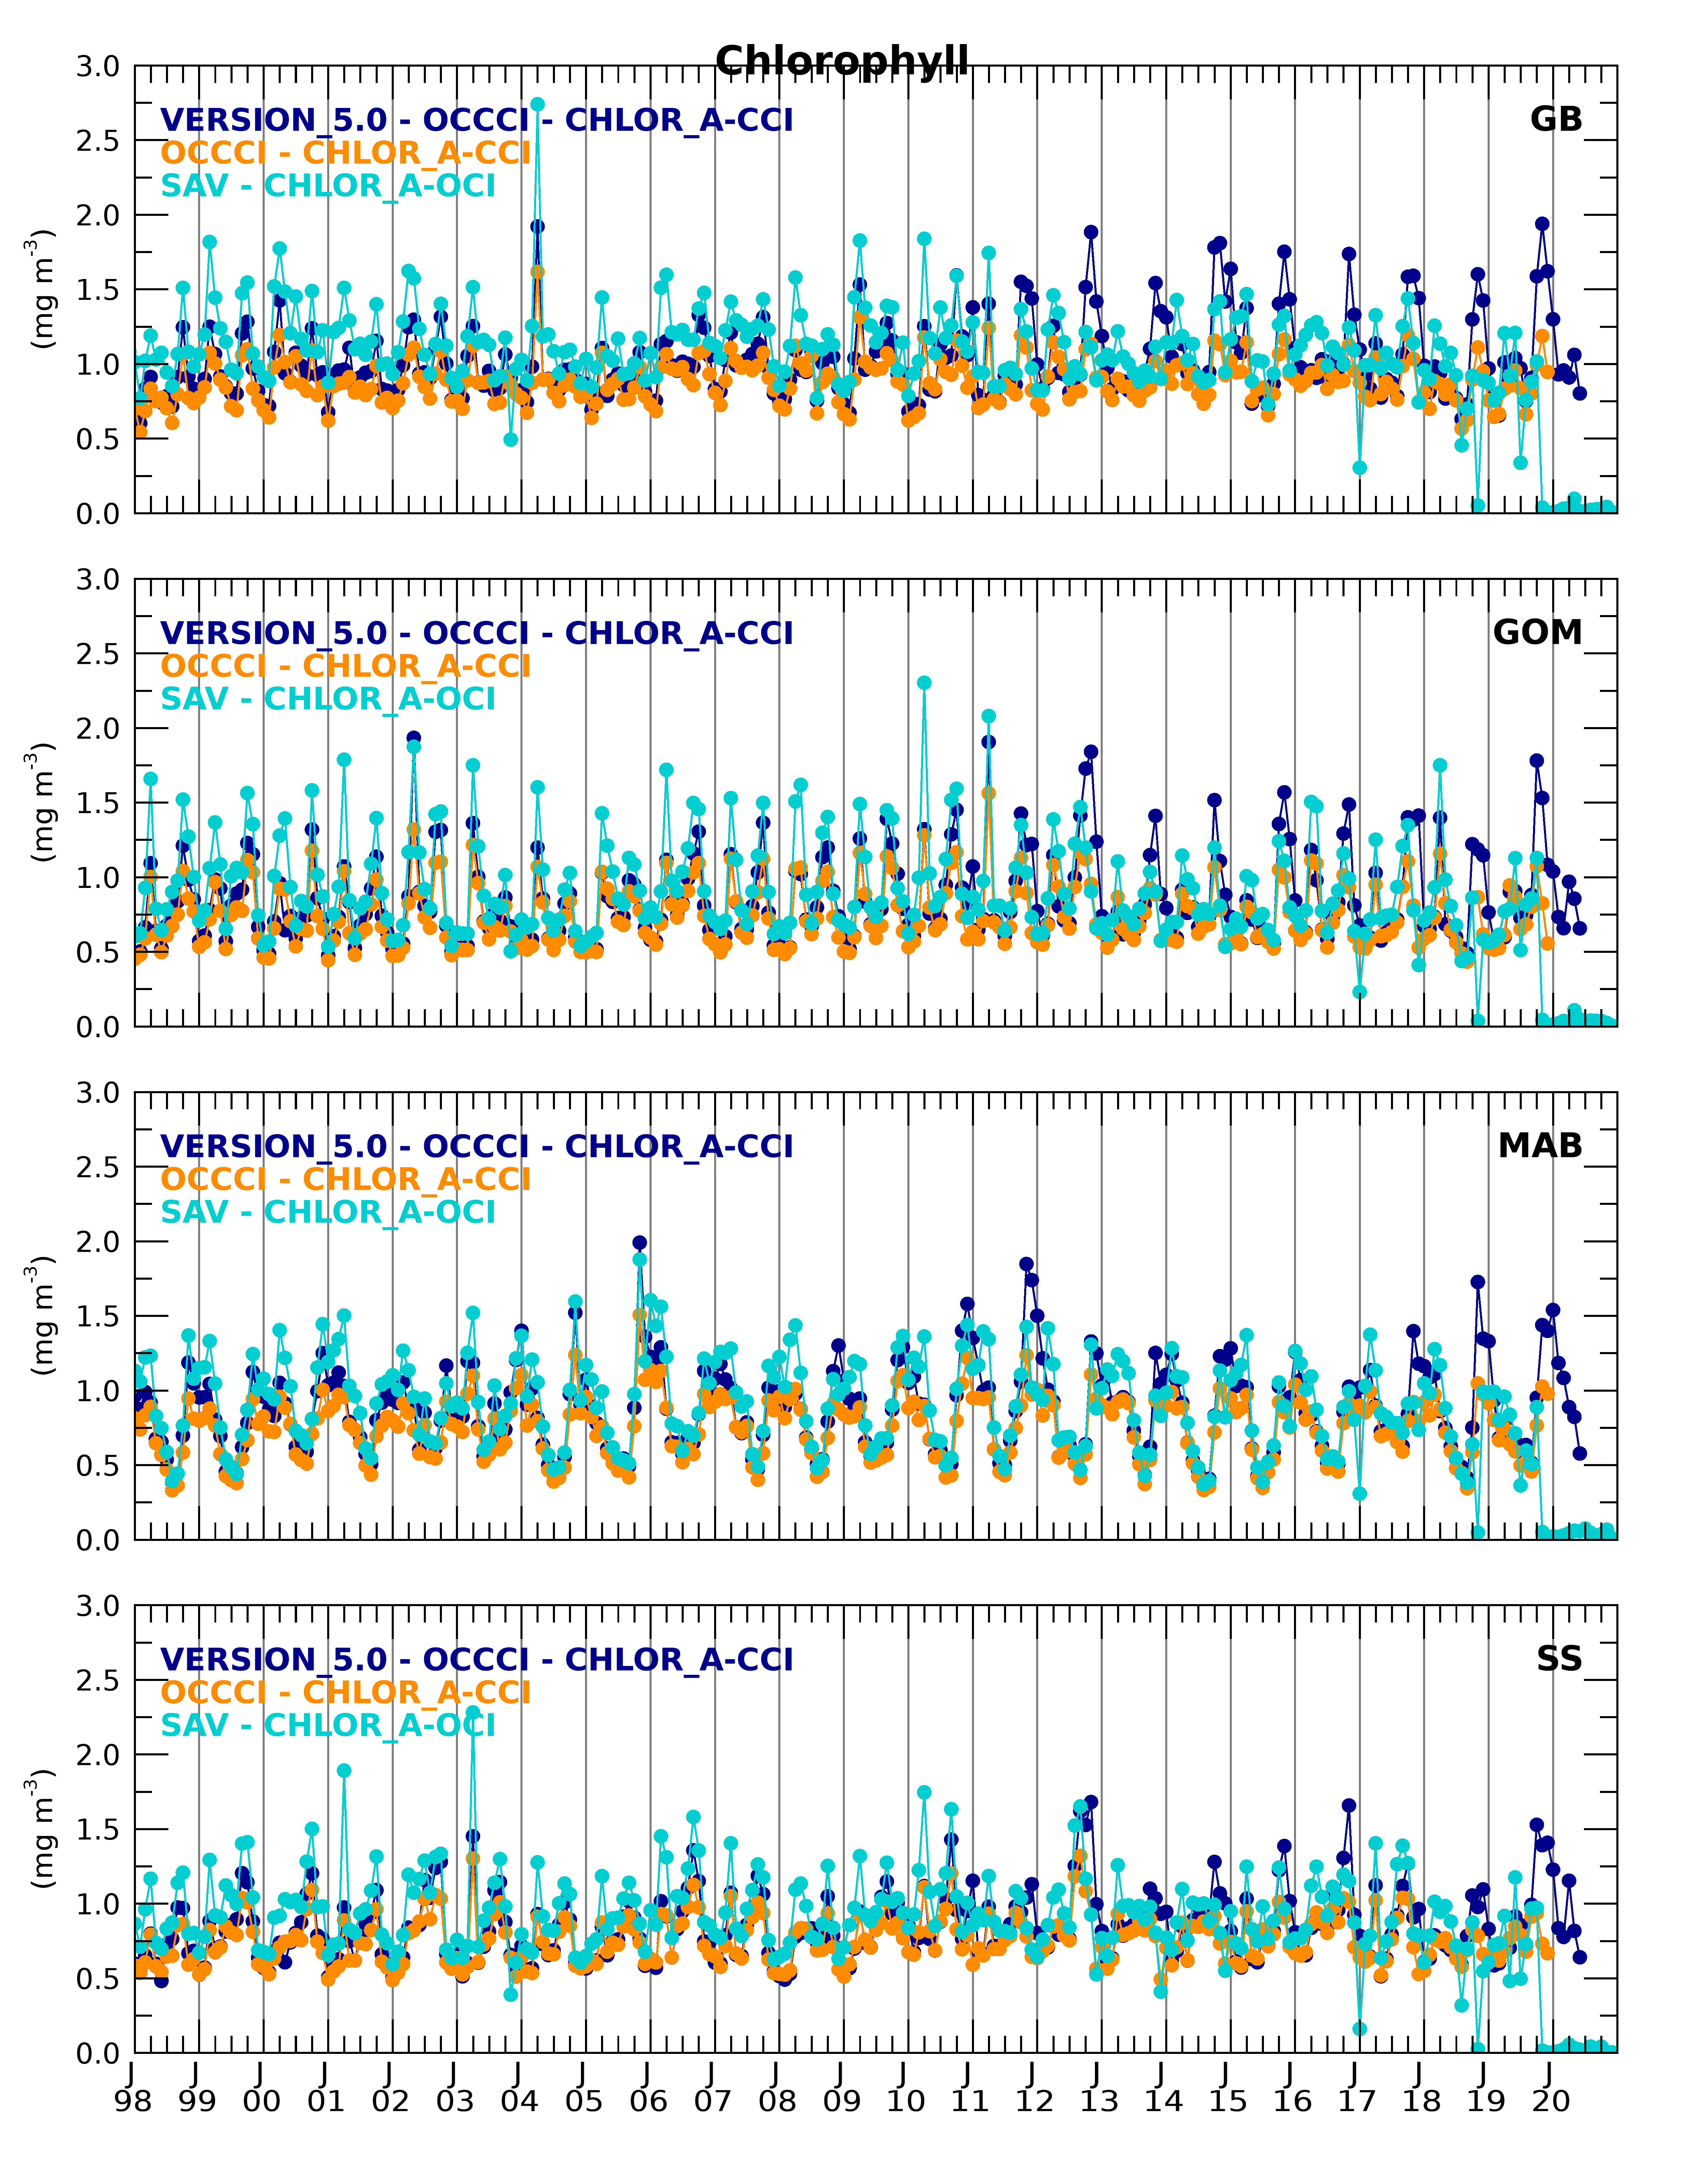 Chlorophyll
3.0
2.5
2.0
1.5
1.0
0.5
0.0
(mg m-3)
VERSION_5.0 - OCCCI - CHLOR_A-CCI
OCCCI - CHLOR_A-CCI
SAV - CHLOR_A-OCI
GB
3.0
2.5
2.0
1.5
1.0
0.5
0.0
(mg m-3)
VERSION_5.0 - OCCCI - CHLOR_A-CCI
OCCCI - CHLOR_A-CCI
SAV - CHLOR_A-OCI
GOM
3.0
2.5
2.0
1.5
1.0
0.5
0.0
(mg m-3)
VERSION_5.0 - OCCCI - CHLOR_A-CCI
OCCCI - CHLOR_A-CCI
SAV - CHLOR_A-OCI
MAB
3.0
2.5
2.0
1.5
1.0
0.5
0.0
(mg m-3)
VERSION_5.0 - OCCCI - CHLOR_A-CCI
OCCCI - CHLOR_A-CCI
SAV - CHLOR_A-OCI
SS
J J J J J J J J J J J J J J J J J J J J J J J
98 99 00 01 02 03 04 05 06 07 08 09 10 11 12 13 14 15 16 17 18 19 20